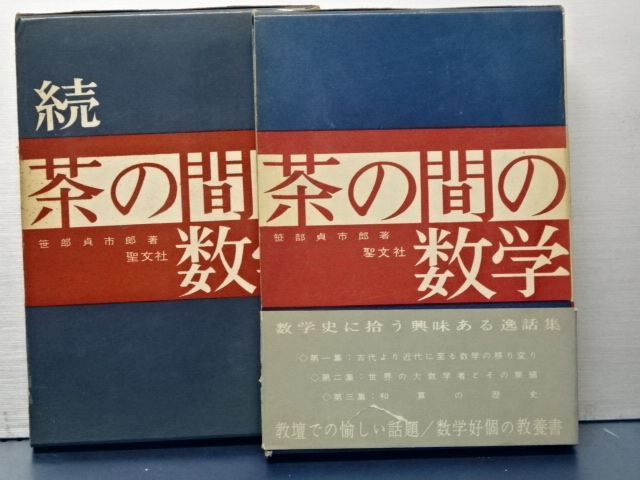 続
茶の間
笹部貞市郎著
聖文社
数
茶の間の
笹部貞市郎著
聖文社
数学
数学史に拾う興味ある逸話集
◇第一集：古代より近代に至る数学の移り変り
◇第二集：世界の大数学者とその業績
◇第三集：和算の歴史
教壇での愉しい話題/数学好個の教養書